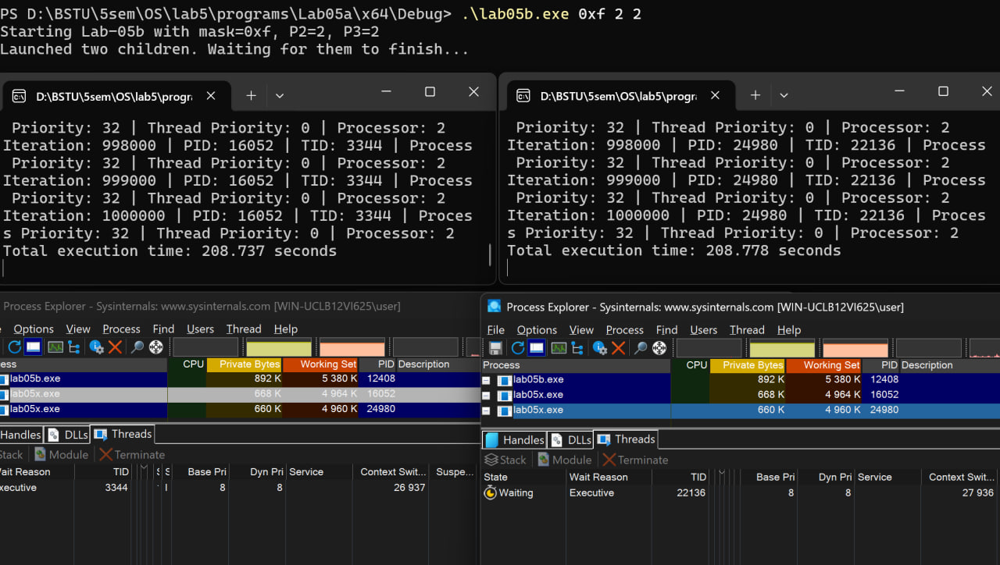 PS D:\BSTU\5sem\OS\lab5\programs\Lab05a\x64\Debug> .\lab05b.exe 0xf 2 2
Starting Lab-05b with mask=0xf, P2=2, P3=2
Launched two children. Waiting for them to finish...
D:\BSTU\5sem\OS\lab5\progra
Priority: 32 | Thread Priority: 0 | Processor: 2
Iteration: 998000 | PID: 16052 | TID: 3344 | Process
Priority: 32 | Thread Priority: 0 | Processor: 2
Iteration: 999000 | PID: 16052 | TID: 3344 | Process
Priority: 32 | Thread Priority: 0 | Processor: 2
Iteration: 1000000 | PID: 16052 | TID: 3344 | Proces
s Priority: 32 | Thread Priority: 0 | Processor: 2
Total execution time: 208.737 seconds
D:\BSTU\5sem\OS\lab5\progra
Priority: 32 | Thread Priority: 0 | Processor: 2
Iteration: 998000 | PID: 24980 | TID: 22136 | Process
Priority: 32 | Thread Priority: 0 | Processor: 2
Iteration: 999000 | PID: 24980 | TID: 22136 | Process
Priority: 32 | Thread Priority: 0 | Processor: 2
Iteration: 1000000 | PID: 24980 | TID: 22136 | Proces
s Priority: 32 | Thread Priority: 0 | Processor: 2
Total execution time: 208.778 seconds
Process Explorer - Sysinternals: www.sysinternals.com [WIN-UCLB12VI625\user]
Options View Process Find Users Thread Help
ocess CPU Private Bytes Working Set PID Description
lab05b.exe 892 K 5 380 K 12408
lab05x.exe 668 K 4 964 K 16052
lab05x.exe 660 K 4 960 K 24980
Handles DLLs Threads
Stack Module Terminate
Wait Reason TID S S Base Pri Dyn Pri Service Context Swit... Suspe...
xecutive 3344 8 8 26 937
Process Explorer - Sysinternals: www.sysinternals.com [WIN-UCLB12VI625\user]
File Options View Process Find Users Thread Help
Process CPU Private Bytes Working Set PID Description
lab05b.exe 892 K 5 380 K 12408
lab05x.exe 668 K 4 964 K 16052
lab05x.exe 660 K 4 960 K 24980
Handles DLLs Threads
Stack Module Terminate
State Wait Reason TID Base Pri Dyn Pri Service Context Swit...
Waiting Executive 22136 8 8 27 936